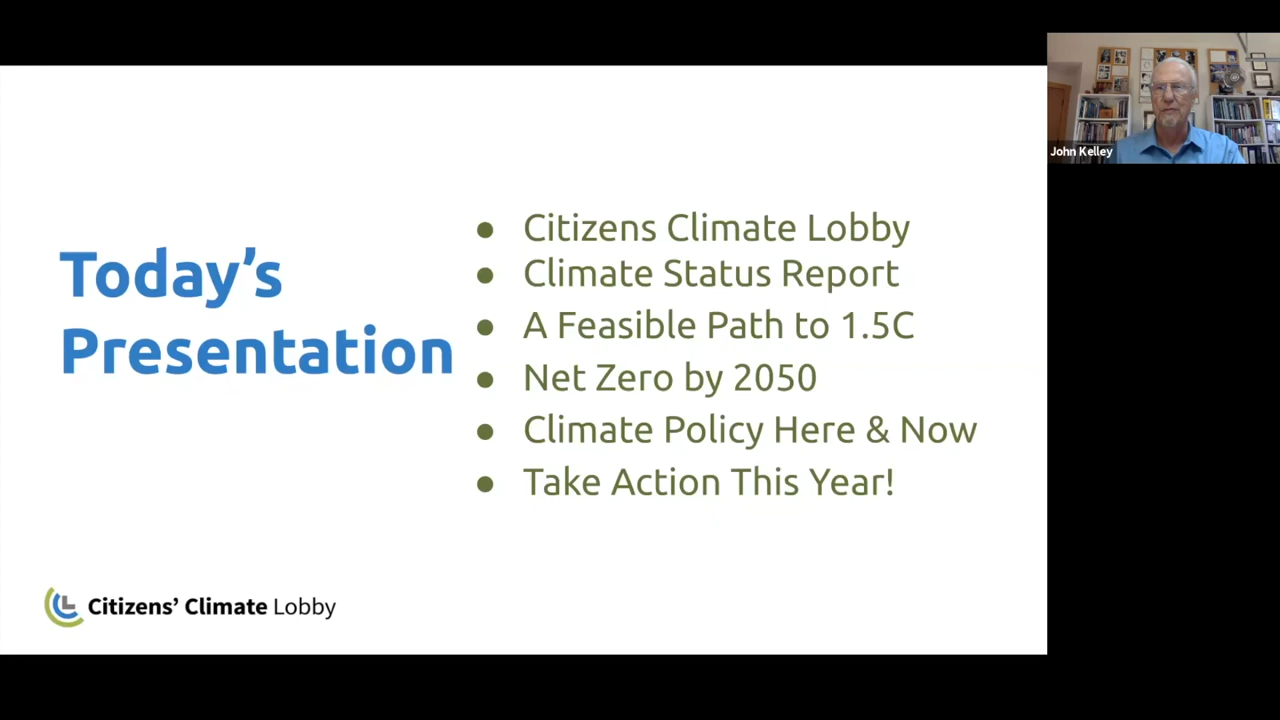 Today's
Presentation
● Citizens Climate Lobby
● Climate Status Report
● A Feasible Path to 1.5C
● Net Zero by 2050
● Climate Policy Here & Now
● Take Action This Year!
Citizens' Climate Lobby
John Kelley